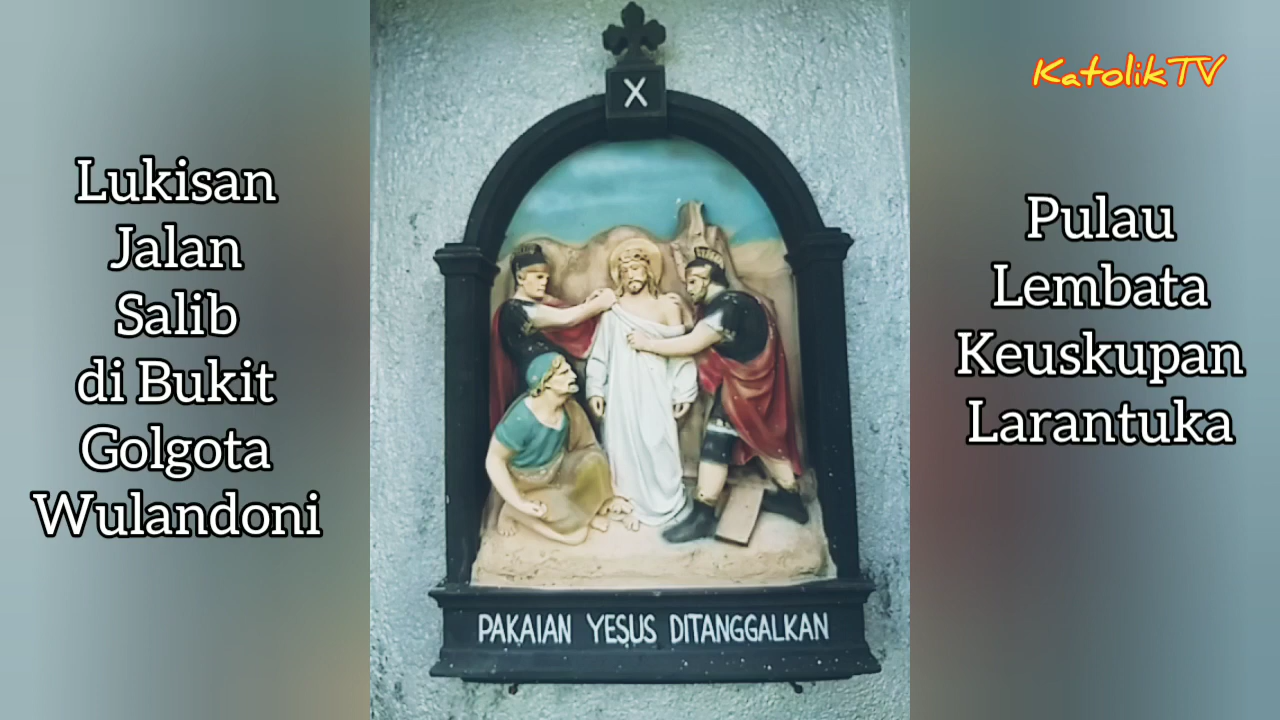 Lukisan
Jalan
Salib
di Bukit
Golgota
Wulandoni
X
PAKAIAN YESUS DITANGGALKAN
KatolikTV
Pulau
Lembata
Keuskupan
Larantuka